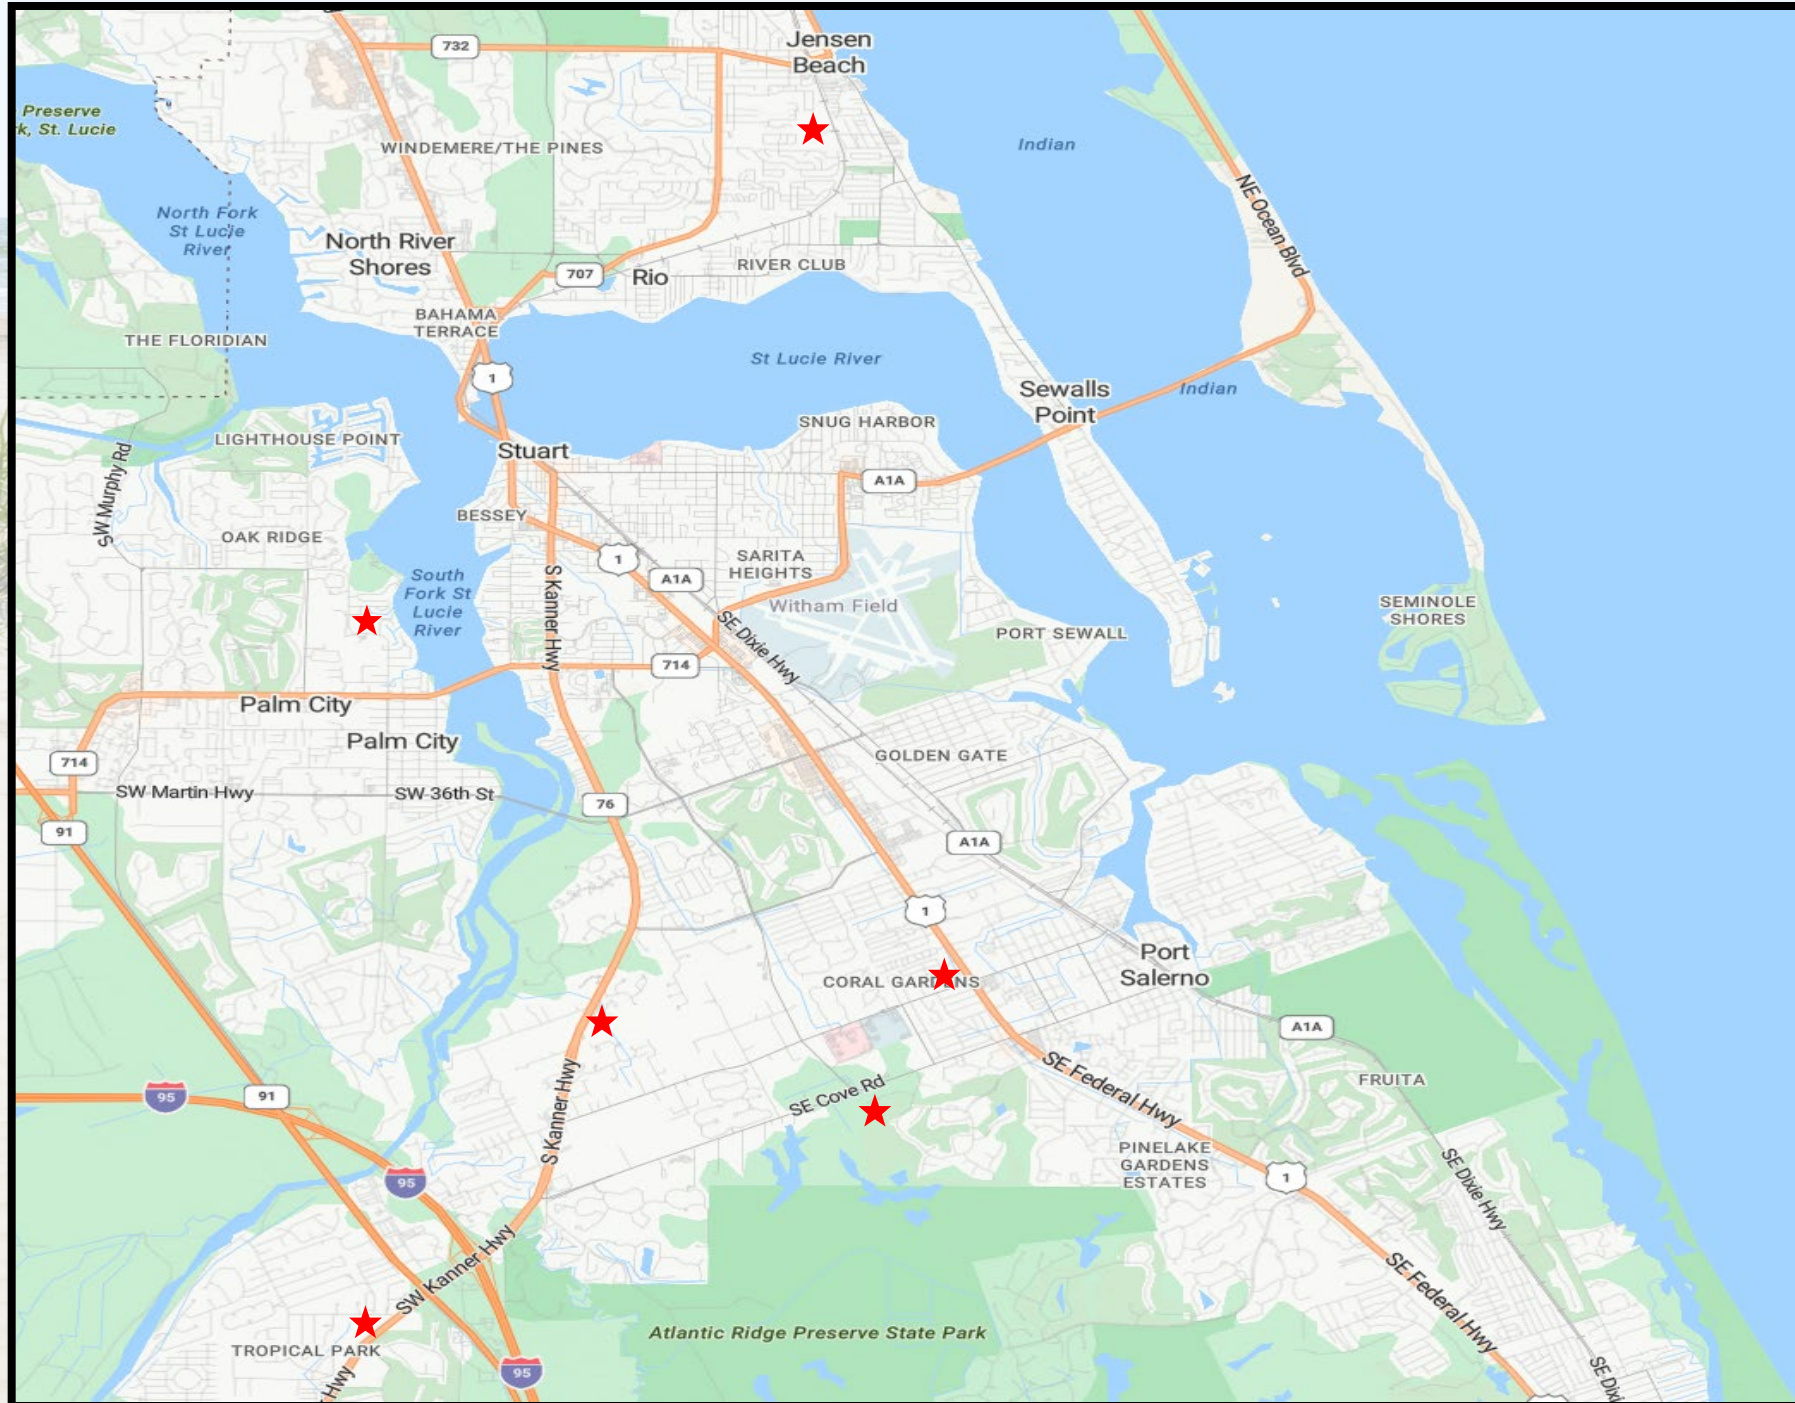 732
Jensen
Beach
Preserve
rk, St. Lucie
WINDEMERE/THE PINES
Indian
North Fork
St Lucie
River
North River
Shores
NE Ocean Blvd
707
Rio
RIVER CLUB
BAHAMA
TERRACE
THE FLORIDIAN
St Lucie River
1
Sewalls
Point
Indian
SNUG HARBOR
LIGHTHOUSE POINT
Stuart
SW Murphy Rd
A1A
BESSEY
OAK RIDGE
1
SARITA
HEIGHTS
A1A
South
Fork St
Lucie
River
S Kanner Hwy
Witham Field
SEMINOLE
SHORES
PORT SEWALL
SE Dixie Hwy
714
Palm City
Palm City
714
GOLDEN GATE
SW Martin Hwy
SW 36th St
76
91
A1A
1
Port
Salerno
CORAL GARDENS
A1A
S Kanner Hwy
SE Federal Hwy
FRUITA
SE Cove Rd
95
91
PINELAKE
GARDENS
ESTATES
1
SE Dixie Hwy
95
SW Kanner Hwy
SE Federal Hwy
Atlantic Ridge Preserve State Park
TROPICAL PARK
95
Hwy
SE Dixi